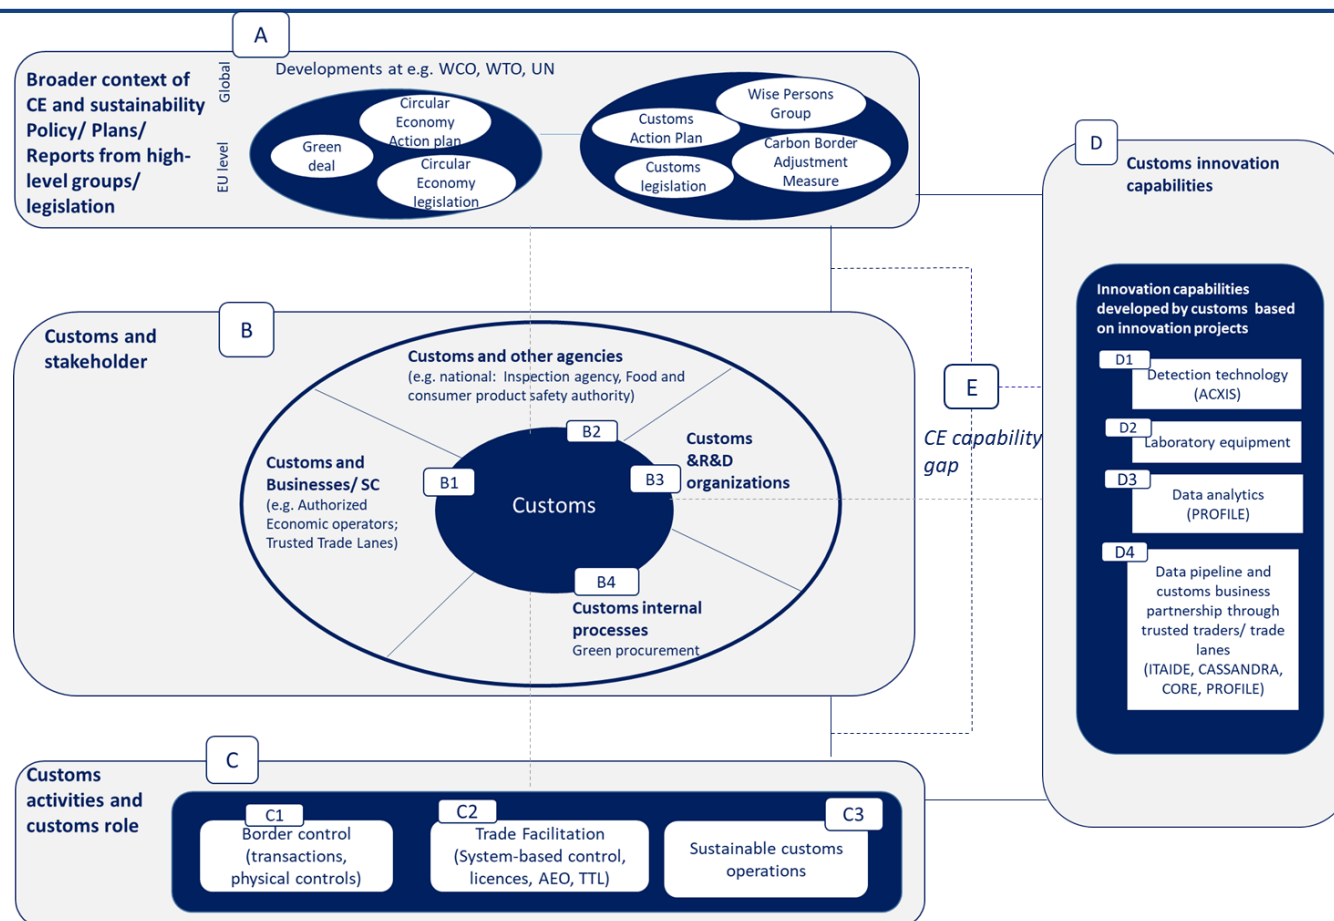 A
Broader context of
CE and sustainability
Policy/ Plans/
Reports from high-
level groups/
legislation
Global
EU level
Developments at e.g. WCO, WTO, UN
Circular
Economy
Action plan
Green
deal
Circular
Economy
legislation
Wise Persons
Group
Customs
Action Plan
Carbon Border
Adjustment
Measure
Customs
legislation
B
Customs and
stakeholder
Customs and other agencies
(e.g. national:  Inspection agency, Food and
consumer product safety authority)
B2
Customs and
Businesses/ SC
(e.g. Authorized
Economic operators;
Trusted Trade Lanes)
B1
Customs
B3
Customs
&R&D
organizations
B4
Customs internal
processes
Green procurement
E
CE capability
gap
C
Customs
activities and
customs role
C1
Border control
(transactions,
physical controls)
C2
Trade Facilitation
(System-based control,
licences, AEO, TTL)
C3
Sustainable customs
operations
D
Customs innovation
capabilities
Innovation capabilities
developed by customs  based
on innovation projects
D1
Detection technology
(ACXIS)
D2
Laboratory equipment
D3
Data analytics
(PROFILE)
D4
Data pipeline and
customs business
partnership through
trusted traders/ trade
lanes
(ITAIDE, CASSANDRA,
CORE, PROFILE)